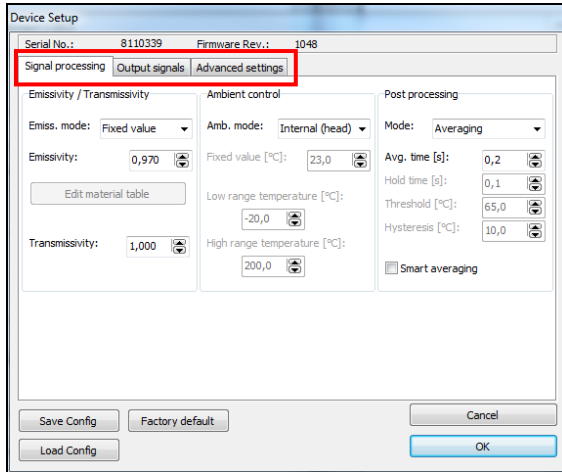 Device Setup
Serial No.: 8110339 Firmware Rev.: 1048
Signal processing Output signals Advanced settings
Emissivity / Transmissivity
Emiss. mode: Fixed value
Emissivity: 0,970
Edit material table
Transmissivity: 1,000
Ambient control
Amb. mode: Internal (head)
Fixed value [°C]: 23,0
Low range temperature [°C]:
-20,0
High range temperature [°C]:
200,0
Post processing
Mode: Averaging
Avg. time [s]: 0,2
Hold time [s]: 0,1
Threshold [°C]: 65,0
Hysteresis [°C]: 10,0
Smart averaging
Save Config Factory default Cancel
Load Config OK